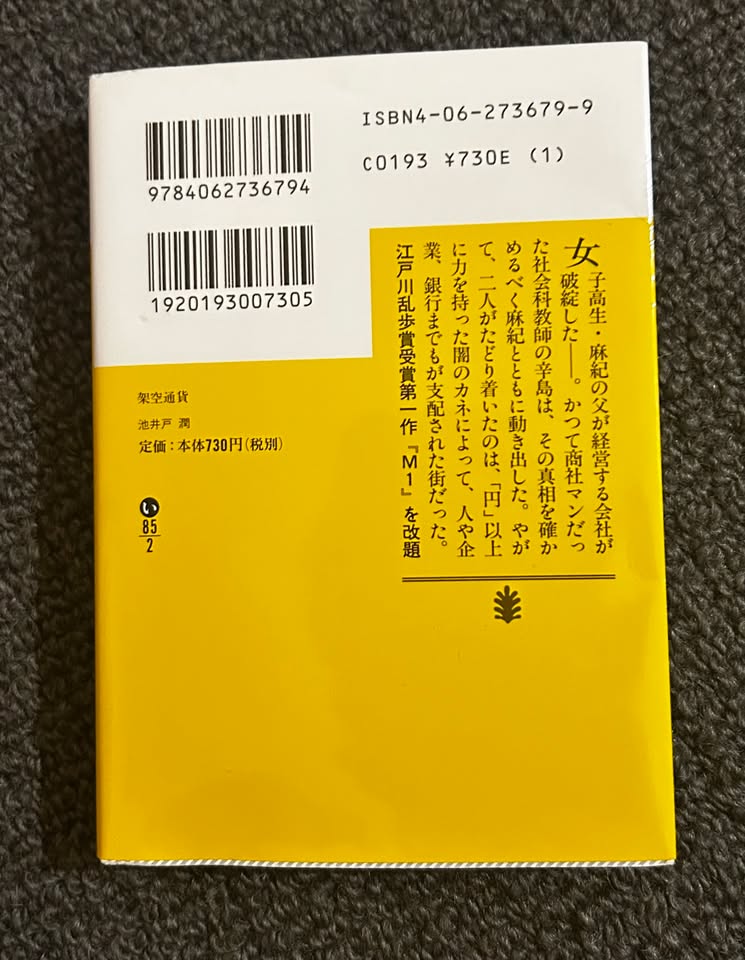 9784062736794
ISBN4-06-273679-9
C0193 ¥730E (1)
1920193007305
女子高生・麻紀の父が経営する会社が
破綻した――。かつて商社マンだっ
た社会科教師の辛島は、その真相を確か
めるべく麻紀とともに動き出した。やが
て、二人がたどり着いたのは、「円」以上
に力を持った闇のカネによって、人や企
業、銀行までもが支配された街だった。
江戸川乱歩賞受賞第一作『M1』を改題
架空通貨
池井戸 潤
定価:本体730円(税別)
い
85
2